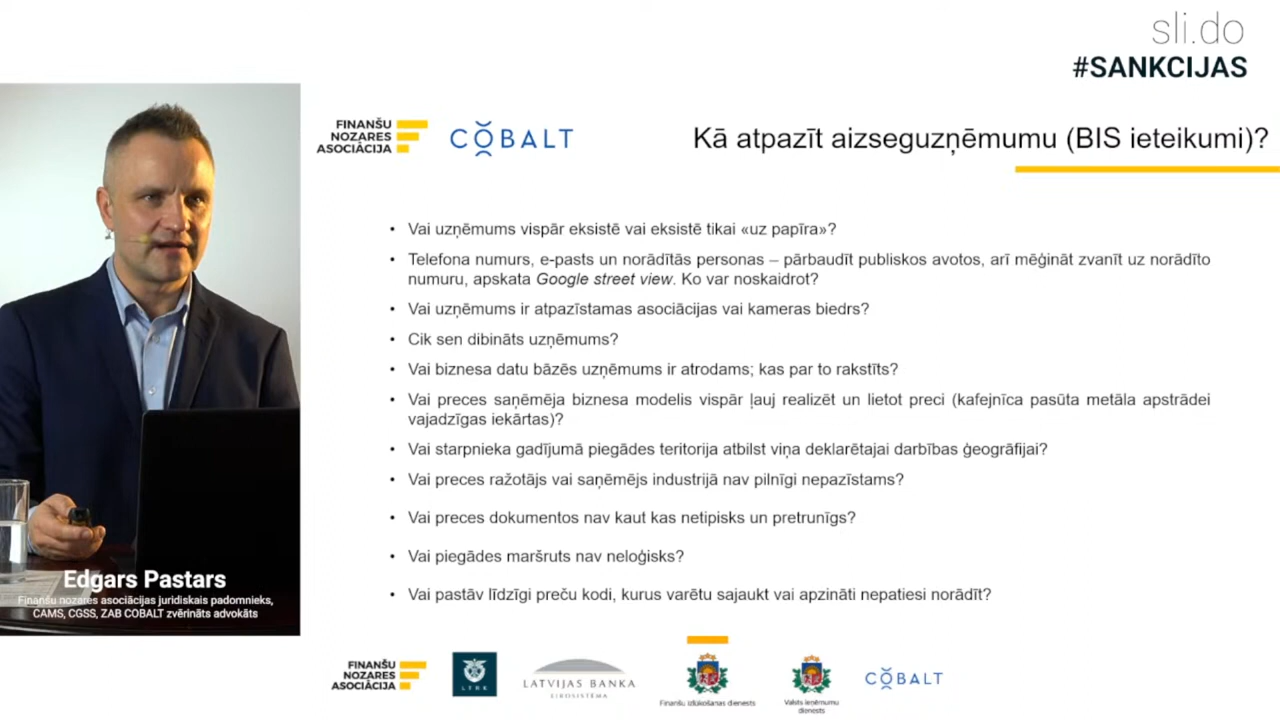 sli.do
#SANKCIJAS
FINANŠU
NOZARES
ASOCIĀCIJA
COBALT
Kā atpazīt aizseguzņēmumu (BIS ieteikumi)?
• Vai uzņēmums vispār eksistē vai eksistē tikai «uz papīra»?
• Telefona numurs, e-pasts un norādītās personas – pārbaudīt publiskos avotos, arī mēģināt zvanīt uz norādīto
numuru, apskata Google street view. Ko var noskaidrot?
• Vai uzņēmums ir atpazīstamas asociācijas vai kameras biedrs?
• Cik sen dibināts uzņēmums?
• Vai biznesa datu bāzēs uzņēmums ir atrodams; kas par to rakstīts?
• Vai preces saņēmēja biznesa modelis vispār ļauj realizēt un lietot preci (kafejnīca pasūta metāla apstrādei
vajadzīgas iekārtas)?
• Vai starpnieka gadījumā piegādes teritorija atbilst viņa deklarētajai darbības ģeogrāfijai?
• Vai preces ražotājs vai saņēmējs industrijā nav pilnīgi nepazīstams?
• Vai preces dokumentos nav kaut kas netipisks un pretrunīgs?
• Vai piegādes maršruts nav neloģisks?
• Vai pastāv līdzīgi preču kodi, kurus varētu sajaukt vai apzināti nepatiesi norādīt?
Edgars Pastars
Finanšu nozares asociācijas juridiskais padomnieks,
CAMS, CGSS, ZAB COBALT zvērināts advokāts
FINANŠU
NOZARES
ASOCIĀCIJA
LTRK
LATVIJAS BANKA
EIROSISTĒMA
Finanšu izlūkošanas dienests
Valsts ieņēmumu
dienests
COBALT